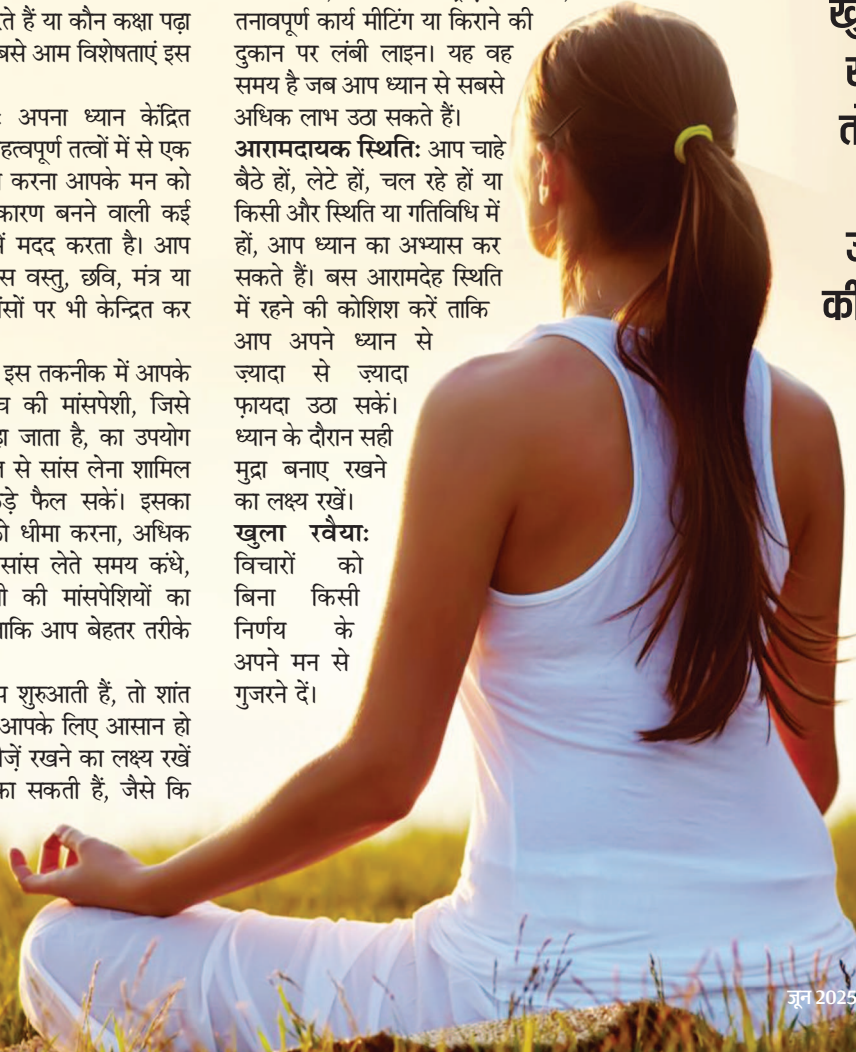 ते हैं या कौन कक्षा पढ़ा
बसे आम विशेषताएं इस
अपना ध्यान केंद्रित
हत्वपूर्ण तत्वों में से एक
करना आपके मन को
कारण बनने वाली कई
में मदद करता है। आप
स वस्तु, छवि, मंत्र या
ांसों पर भी केन्द्रित कर
इस तकनीक में आपके
च की मांसपेशी, जिसे
ा जाता है, का उपयोग
से सांस लेना शामिल
ड़े फैल सकें। इसका
ो धीमा करना, अधिक
सांस लेते समय कंधे,
ी की मांसपेशियों का
ताकि आप बेहतर तरीके
शुरुआती हैं, तो शांत
आपके लिए आसान हो
ीज़ें रखने का लक्ष्य रखें
का सकती हैं, जैसे कि
तनावपूर्ण कार्य मीटिंग या किराने की
दुकान पर लंबी लाइन। यह वह
समय है जब आप ध्यान से सबसे
अधिक लाभ उठा सकते हैं।
आरामदायक स्थिति: आप चाहे
बैठे हों, लेटे हों, चल रहे हों या
किसी और स्थिति या गतिविधि में
हों, आप ध्यान का अभ्यास कर
सकते हैं। बस आरामदेह स्थिति
में रहने की कोशिश करें ताकि
आप अपने ध्यान से
ज़्यादा से ज़्यादा
फ़ायदा उठा सकें।
ध्यान के दौरान सही
मुद्रा बनाए रखने
का लक्ष्य रखें।
खुला रवैया:
विचारों को
बिना किसी
निर्णय के
अपने मन से
गुजरने दें।
खु
की
जून 2025